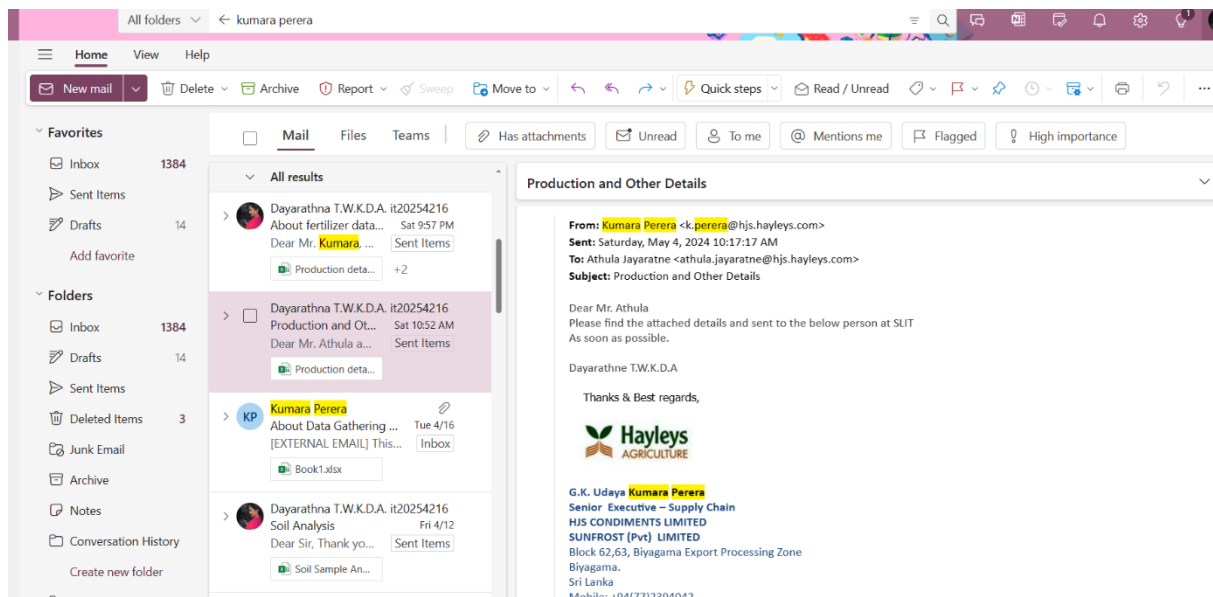 All folders kumara perera
1
Home View Help
New mail Delete Archive Report Sweep Move to Quick steps Read / Unread ...
Favorites
Inbox 1384
Sent Items
Drafts 14
Add favorite
Folders
Inbox 1384
Drafts 14
Sent Items
Deleted Items 3
Junk Email
Archive
Notes
Conversation History
Create new folder
Mail Files Teams Has attachments Unread To me Mentions me Flagged High importance
All results
Dayarathna T.W.K.D.A. it20254216
About fertilizer data... Sat 9:57 PM
Dear Mr. Kumara, ... Sent Items
Production deta... +2
Dayarathna T.W.K.D.A. it20254216
Production and Ot... Sat 10:52 AM
Dear Mr. Athula a... Sent Items
Production deta...
KP Kumara Perera
About Data Gathering ... Tue 4/16
[EXTERNAL EMAIL] This... Inbox
Book1.xlsx
Dayarathna T.W.K.D.A. it20254216
Soil Analysis Fri 4/12
Dear Sir, Thank yo... Sent Items
Soil Sample An...
Production and Other Details
From: Kumara Perera <k.perera@hjs.hayleys.com>
Sent: Saturday, May 4, 2024 10:17:17 AM
To: Athula Jayaratne <athula.jayaratne@hjs.hayleys.com>
Subject: Production and Other Details
Dear Mr. Athula
Please find the attached details and sent to the below person at SLIT
As soon as possible.
Dayarathne T.W.K.D.A
Thanks & Best regards,
Hayleys
AGRICULTURE
G.K. Udaya Kumara Perera
Senior Executive – Supply Chain
HJS CONDIMENTS LIMITED
SUNFROST (Pvt) LIMITED
Block 62,63, Biyagama Export Processing Zone
Biyagama.
Sri Lanka
Mobile: +94(77)2394042